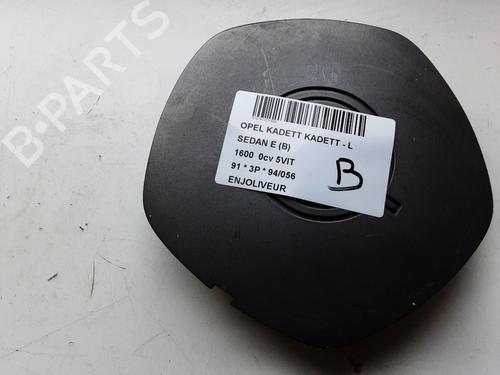 B-PARTS
OPEL KADETT KADETT - L
SEDAN E (B)
1600 0cv 5VIT
91 * 3P * 94/056
ENJOLIVEUR
B